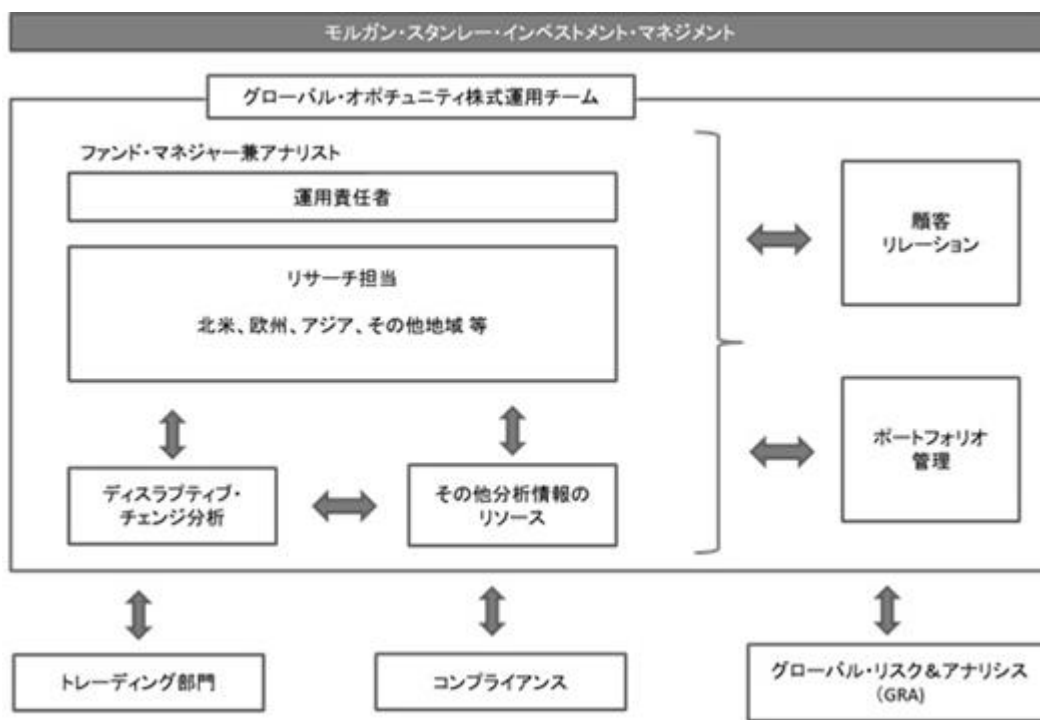 モルガン・スタンレー・インベストメント・マネジメント
グローバル・オポチュニティ株式運用チーム
ファンド・マネジャー兼アナリスト
運用責任者
リサーチ担当
北米、欧州、アジア、その他地域 等
顧客
リレーション
ディスラプティブ・
チェンジ分析
その他分析情報の
リソース
ポートフォリオ
管理
トレーディング部門
コンプライアンス
グローバル・リスク&アナリシス
(GRA)